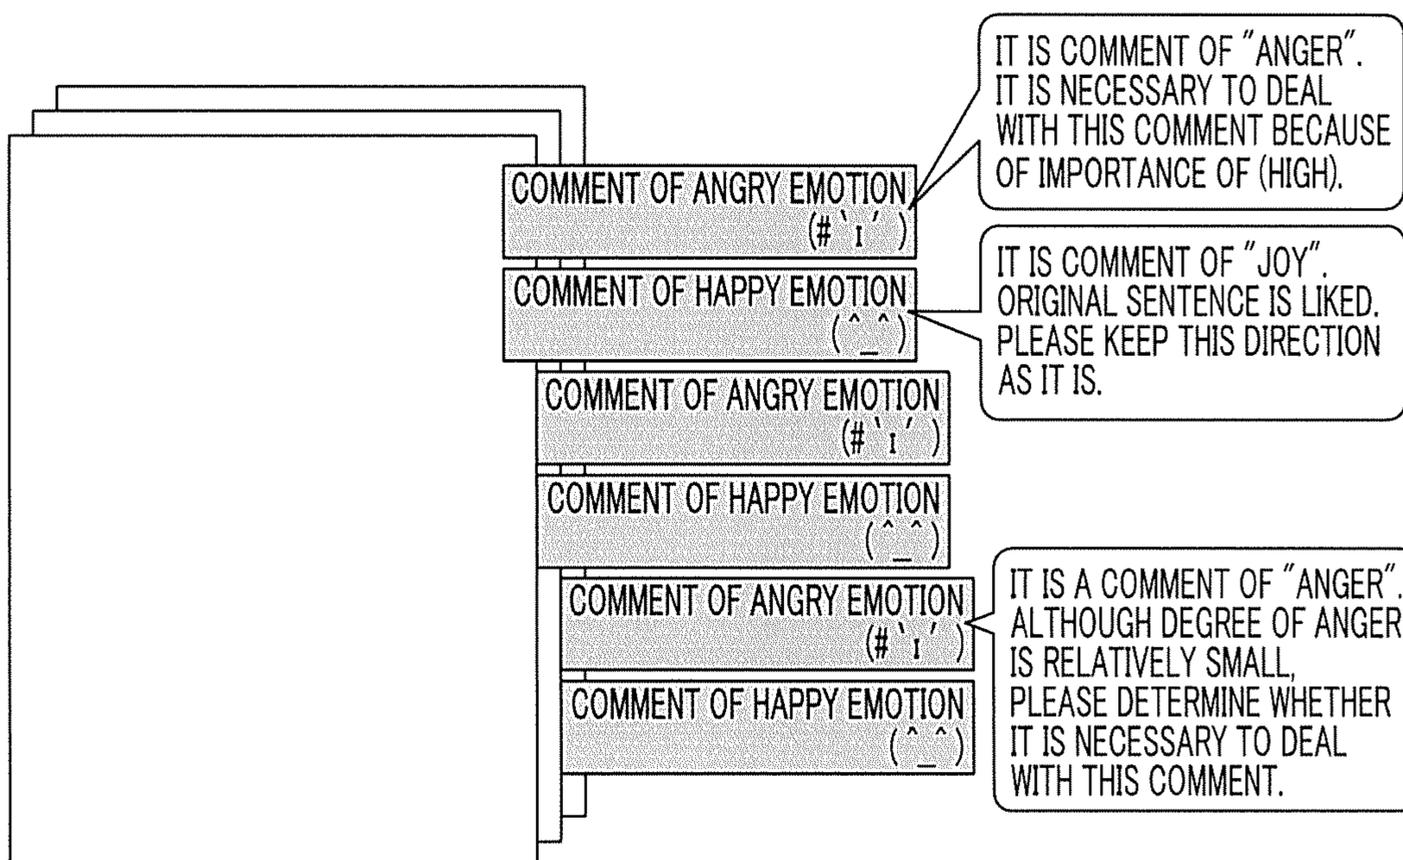 COMMENT OF ANGRY EMOTION
(#`ı´ )
IT IS COMMENT OF "ANGER".
IT IS NECESSARY TO DEAL
WITH THIS COMMENT BECAUSE
OF IMPORTANCE OF (HIGH).
COMMENT OF HAPPY EMOTION
(^_^)
IT IS COMMENT OF "JOY".
ORIGINAL SENTENCE IS LIKED.
PLEASE KEEP THIS DIRECTION
AS IT IS.
COMMENT OF ANGRY EMOTION
(#`ı´ )
COMMENT OF HAPPY EMOTION
(^_^)
COMMENT OF ANGRY EMOTION
(#`ı´ )
IT IS A COMMENT OF "ANGER".
ALTHOUGH DEGREE OF ANGER
IS RELATIVELY SMALL,
PLEASE DETERMINE WHETHER
IT IS NECESSARY TO DEAL
WITH THIS COMMENT.
COMMENT OF HAPPY EMOTION
(^_^)